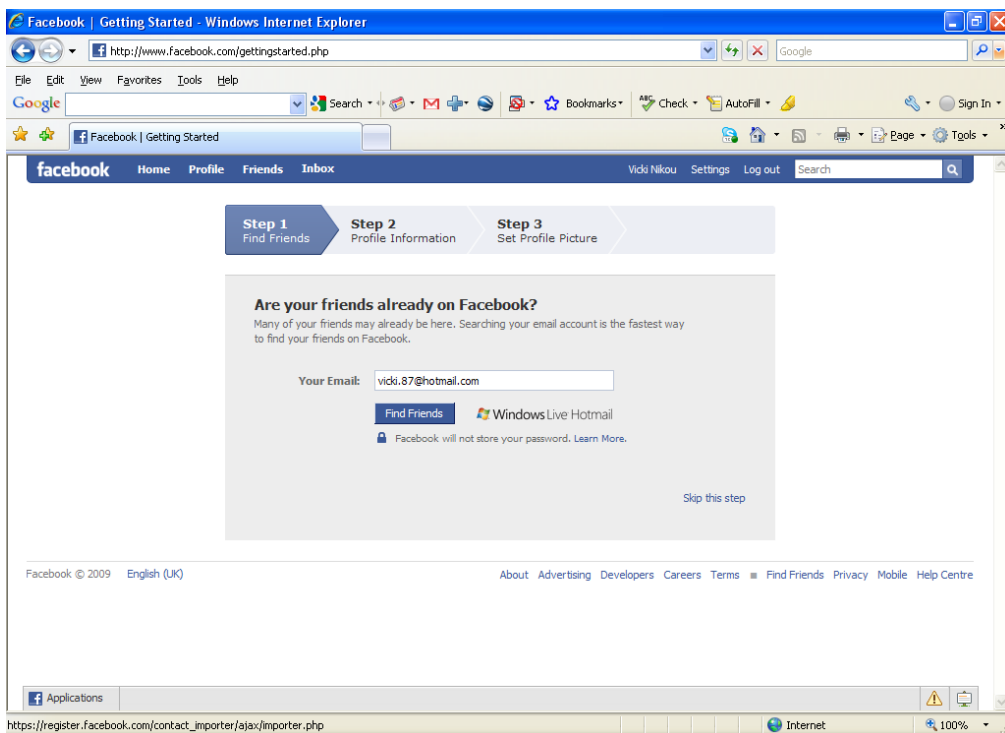 Facebook | Getting Started - Windows Internet Explorer
http://www.facebook.com/gettingstarted.php
Google
File Edit View Favorites Tools Help
Google Search Bookmarks ABC Check AutoFill Sign In
Facebook | Getting Started
Page Tools
facebook Home Profile Friends Inbox Vicki Nikou Settings Log out Search
Step 1 Step 2 Step 3
Find Friends Profile Information Set Profile Picture
Are your friends already on Facebook?
Many of your friends may already be here. Searching your email account is the fastest way
to find your friends on Facebook.
Your Email: vicki.87@hotmail.com
Find Friends Windows Live Hotmail
Facebook will not store your password. Learn More.
Skip this step
Facebook © 2009 English (UK) About Advertising Developers Careers Terms Find Friends Privacy Mobile Help Centre
Applications
https://register.facebook.com/contact_importer/ajax/importer.php Internet 100%